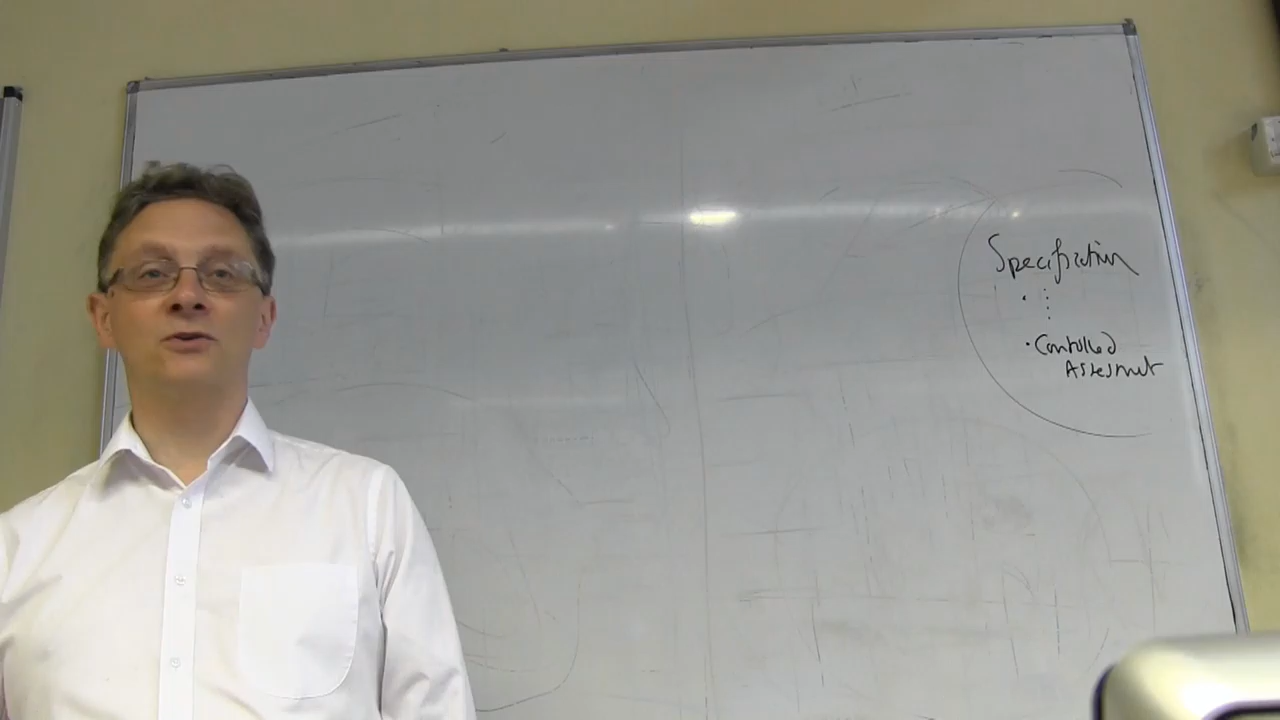 Specification
• Controlled
Assessment